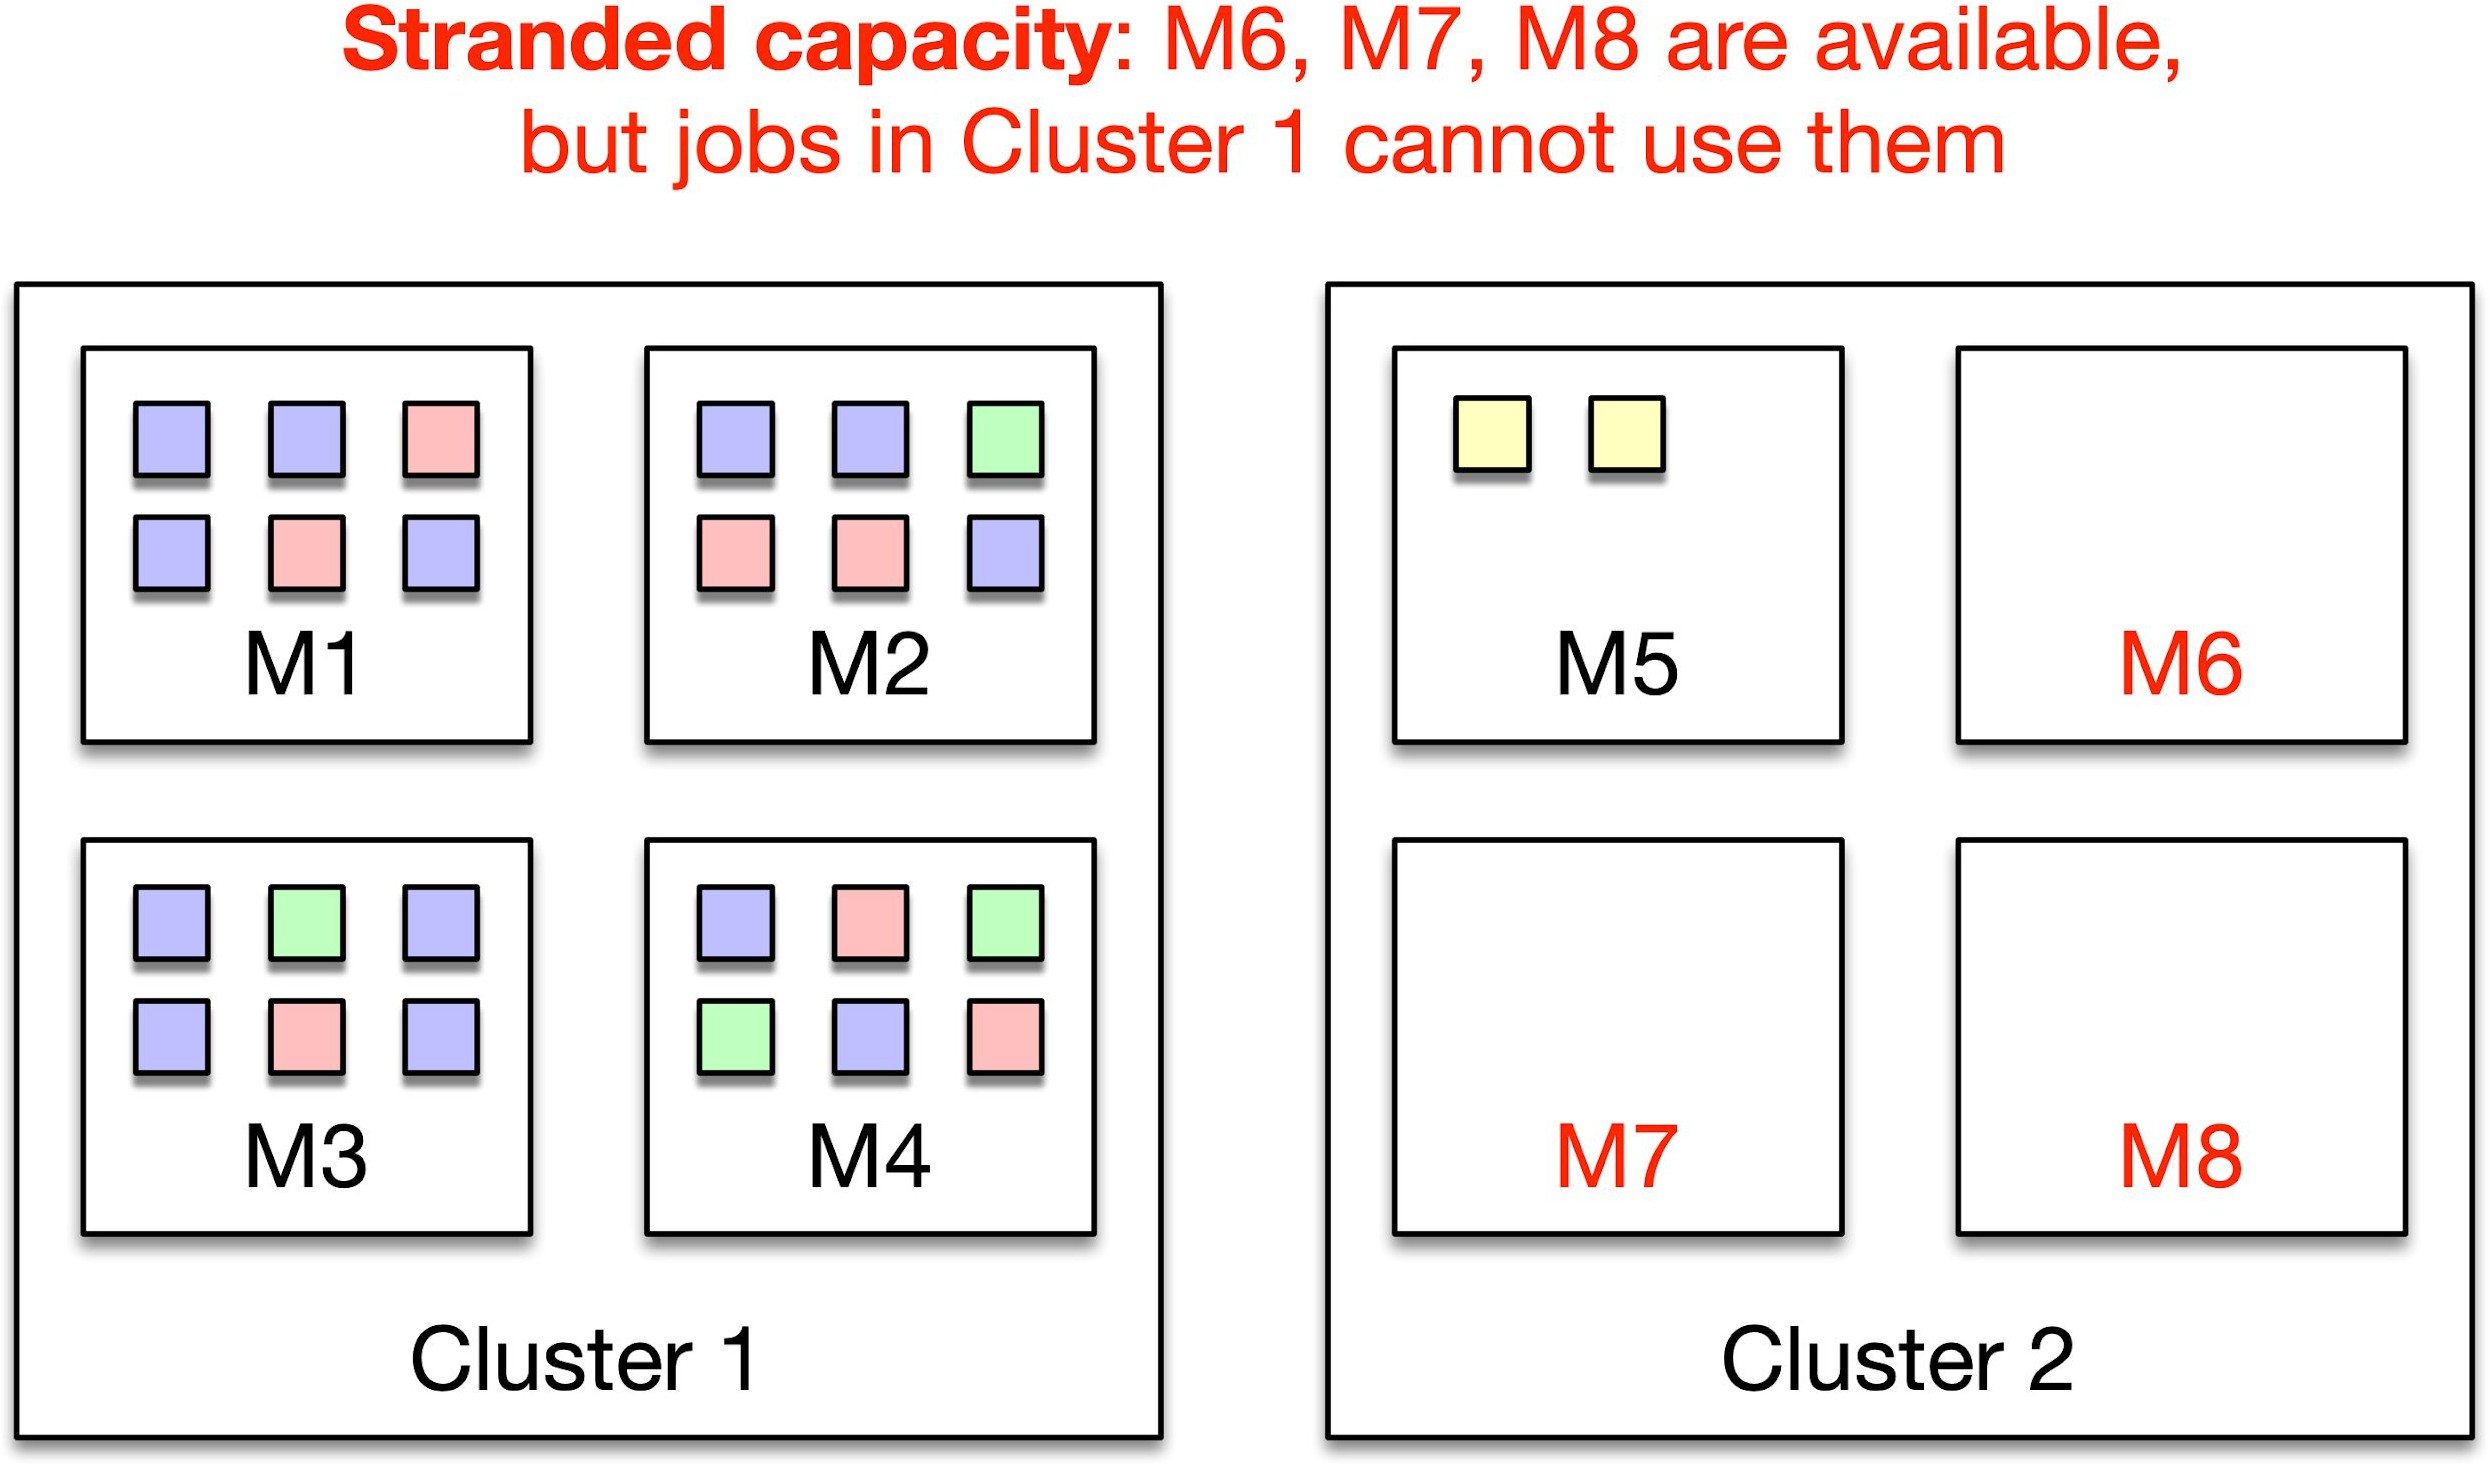 Stranded capacity: M6, M7, M8 are available,
but jobs in Cluster 1 cannot use them
M1
M2
M3
M4
Cluster 1
M5
M6
M7
M8
Cluster 2